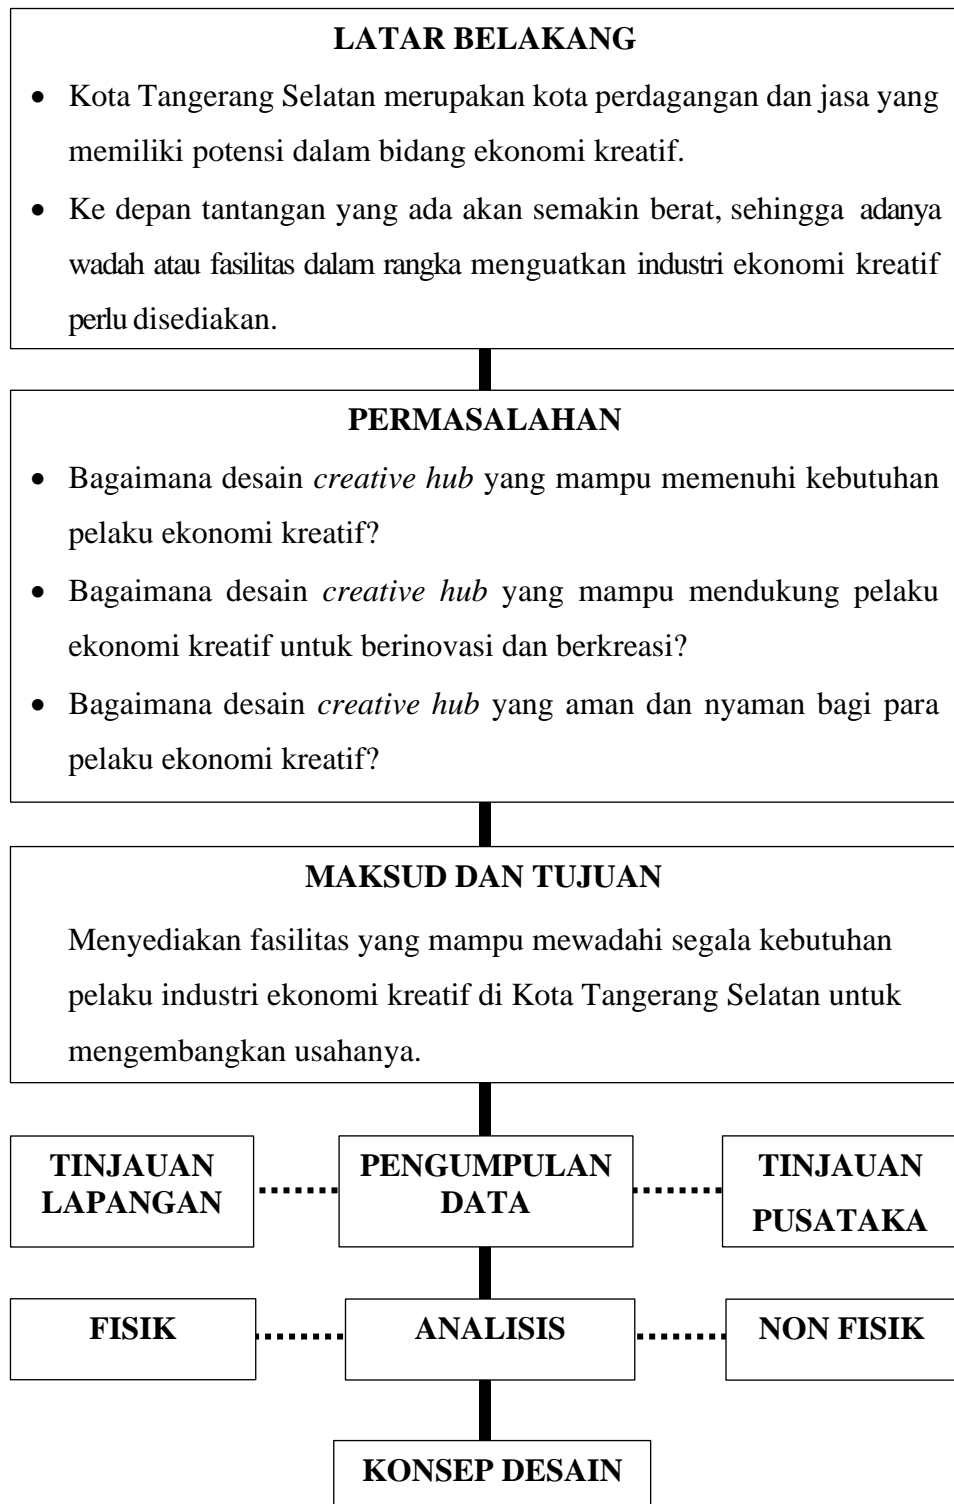 LATAR BELAKANG
• Kota Tangerang Selatan merupakan kota perdagangan dan jasa yang
memiliki potensi dalam bidang ekonomi kreatif.
• Ke depan tantangan yang ada akan semakin berat, sehingga adanya
wadah atau fasilitas dalam rangka menguatkan industri ekonomi kreatif
perlu disediakan.
PERMASALAHAN
• Bagaimana desain creative hub yang mampu memenuhi kebutuhan
pelaku ekonomi kreatif?
• Bagaimana desain creative hub yang mampu mendukung pelaku
ekonomi kreatif untuk berinovasi dan berkreasi?
• Bagaimana desain creative hub yang aman dan nyaman bagi para
pelaku ekonomi kreatif?
MAKSUD DAN TUJUAN
Menyediakan fasilitas yang mampu mewadahi segala kebutuhan
pelaku industri ekonomi kreatif di Kota Tangerang Selatan untuk
mengembangkan usahanya.
TINJAUAN
LAPANGAN
PENGUMPULAN
DATA
TINJAUAN
PUSATAKA
FISIK
ANALISIS
NON FISIK
KONSEP DESAIN